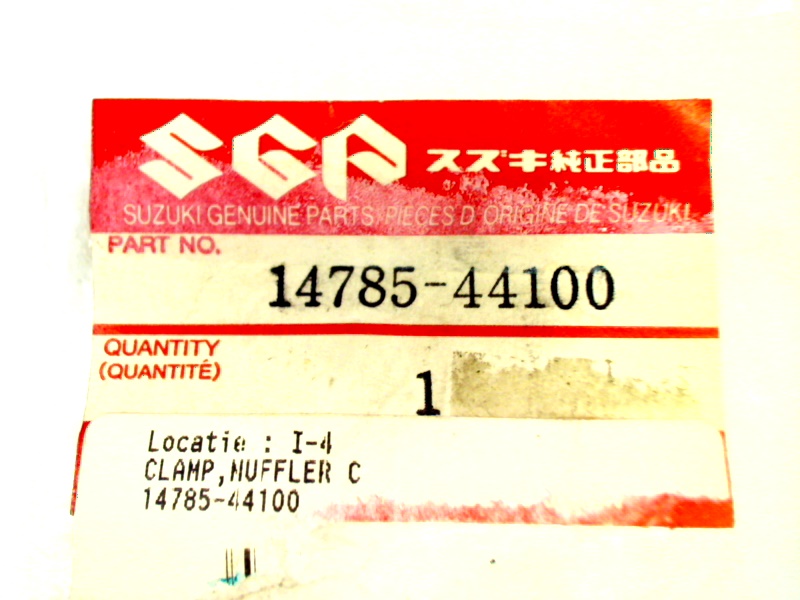 SGP スズキ純正部品
SUZUKI GENUINE PARTS/PIECES D'ORIGINE DE SUZUKI
PART NO.
14785-44100
QUANTITY
(QUANTITÉ)
1
Locatie : I-4
CLAMP,MUFFLER C
14785-44100